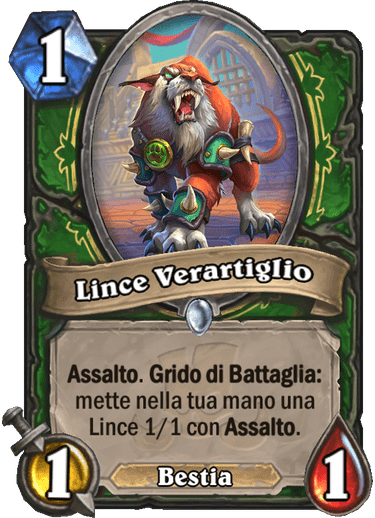 1
Lince Verartiglio
Assalto. Grido di Battaglia:
mette nella tua mano una
Lince 1/1 con Assalto.
1
Bestia
1